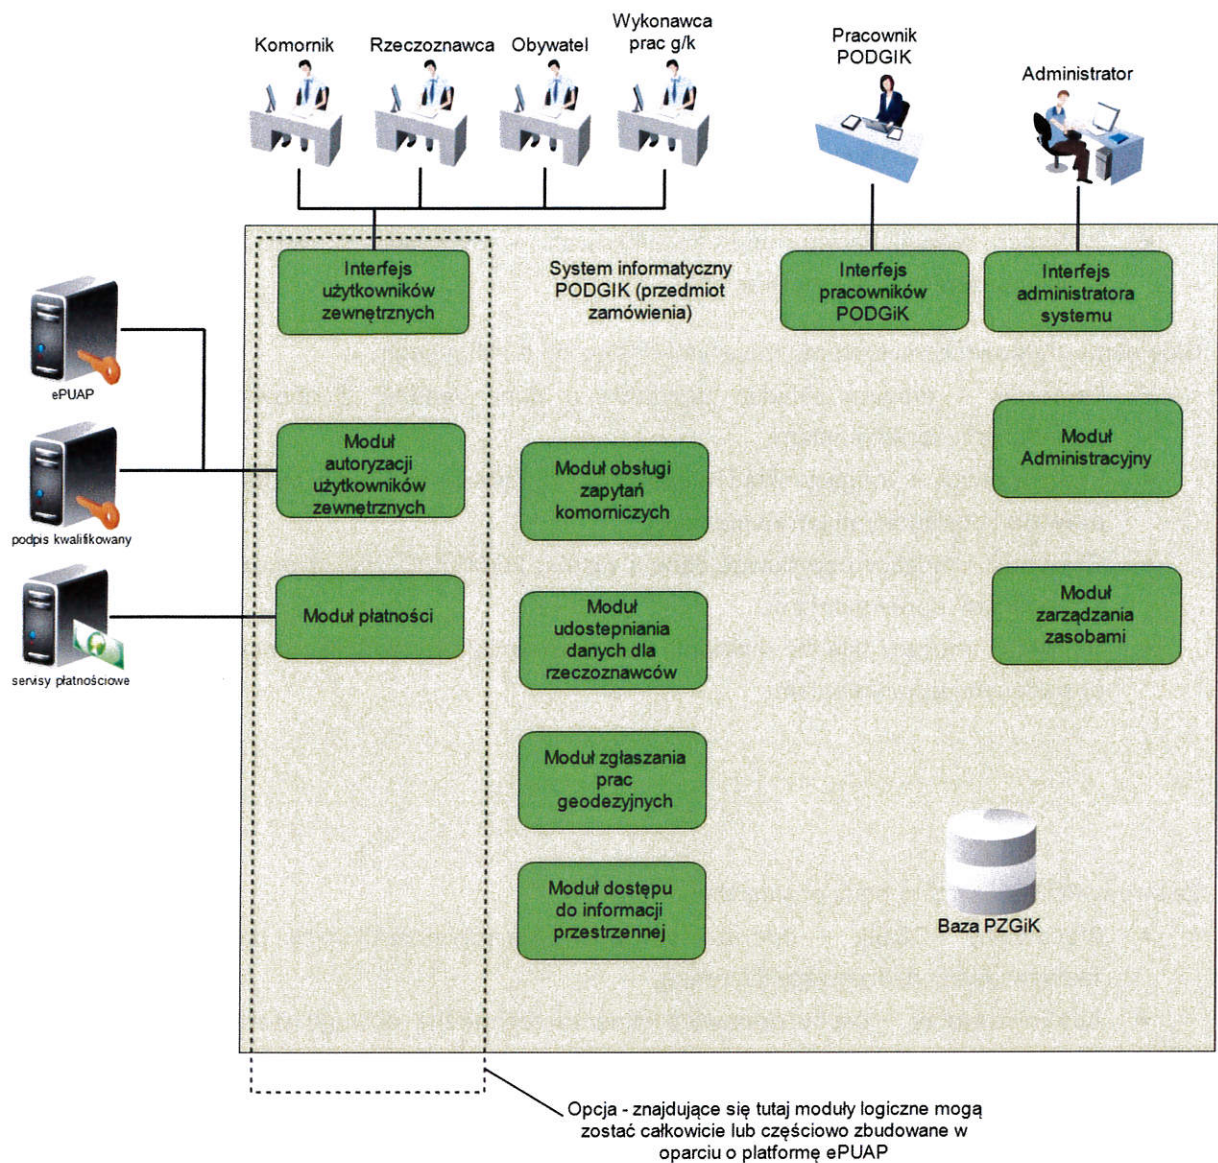 Komornik
Rzeczoznawca
Obywatel
Wykonawca
prac g/k
Pracownik
PODGIK
Administrator
Interfejs
użytkowników
zewnętrznych
System informatyczny
PODGIK (przedmiot
zamówienia)
Interfejs
pracowników
PODGiK
Interfejs
administratora
systemu
ePUAP
Moduł
autoryzacji
użytkowników
zewnętrznych
Moduł obsługi
zapytań
komorniczych
Moduł
Administracyjny
podpis kwalifikowany
Moduł płatności
Moduł
udostepniania
danych dla
rzeczoznawców
Moduł
zarządzania
zasobami
servisy płatnościowe
Moduł zgłaszania
prac
geodezyjnych
Moduł dostępu
do informacji
przestrzennej
Baza PZGiK
Opcja - znajdujące się tutaj moduły logiczne mogą
zostać całkowicie lub częściowo zbudowane w
oparciu o platformę ePUAP